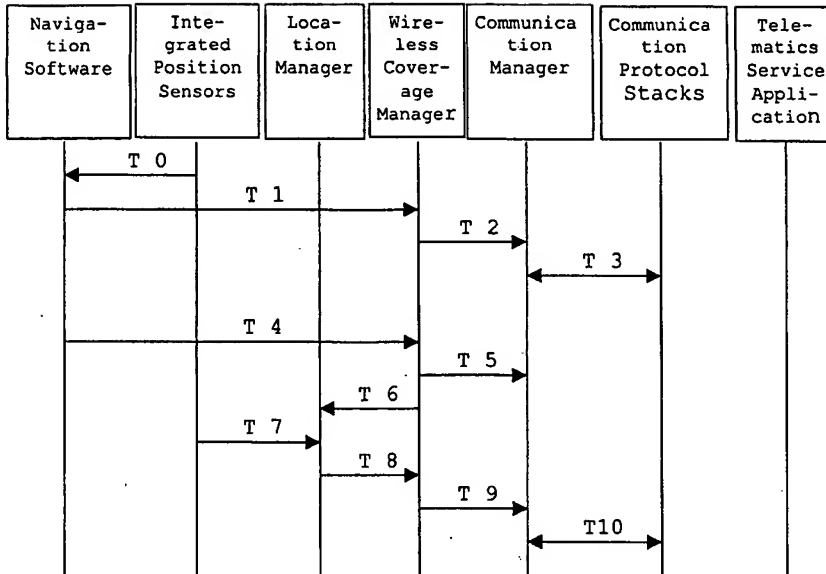 Naviga-
tion
Software
Inte-
grated
Position
Sensors
Loca-
tion
Manager
Wire-
less
Cover-
age
Manager
Communica
tion
Manager
Communica
tion
Protocol
Stacks
Tele-
matics
Service
Appli-
cation
T 0
T 1
T 2
T 3
T 4
T 5
T 6
T 7
T 8
T 9
T10